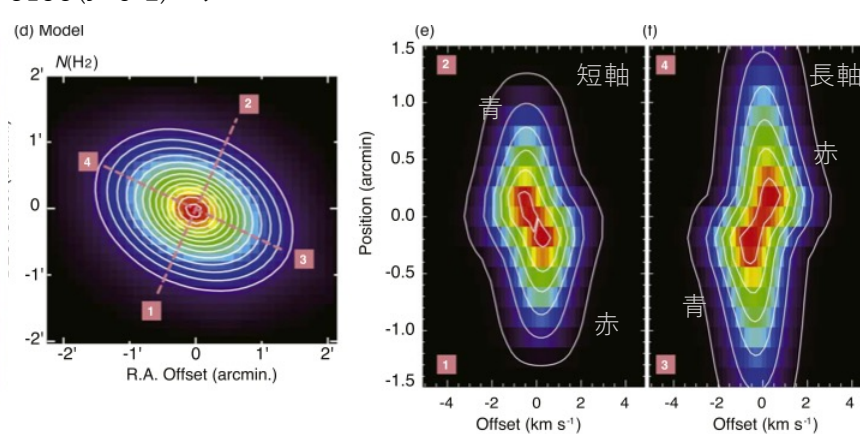 (d) Model
N(H2)
2'
1'
0
-1'
-2'
-2'
-1'
0
1'
2'
R.A. Offset (arcmin.)
1
2
3
4
(e)
2
短軸
青
赤
1
1.5
1.0
0.5
0.0
-0.5
-1.0
-1.5
Position (arcmin)
-4
-2
0
2
4
Offset (km s-1)
(f)
4
長軸
赤
青
3
-4
-2
0
2
4
Offset (km s-1)